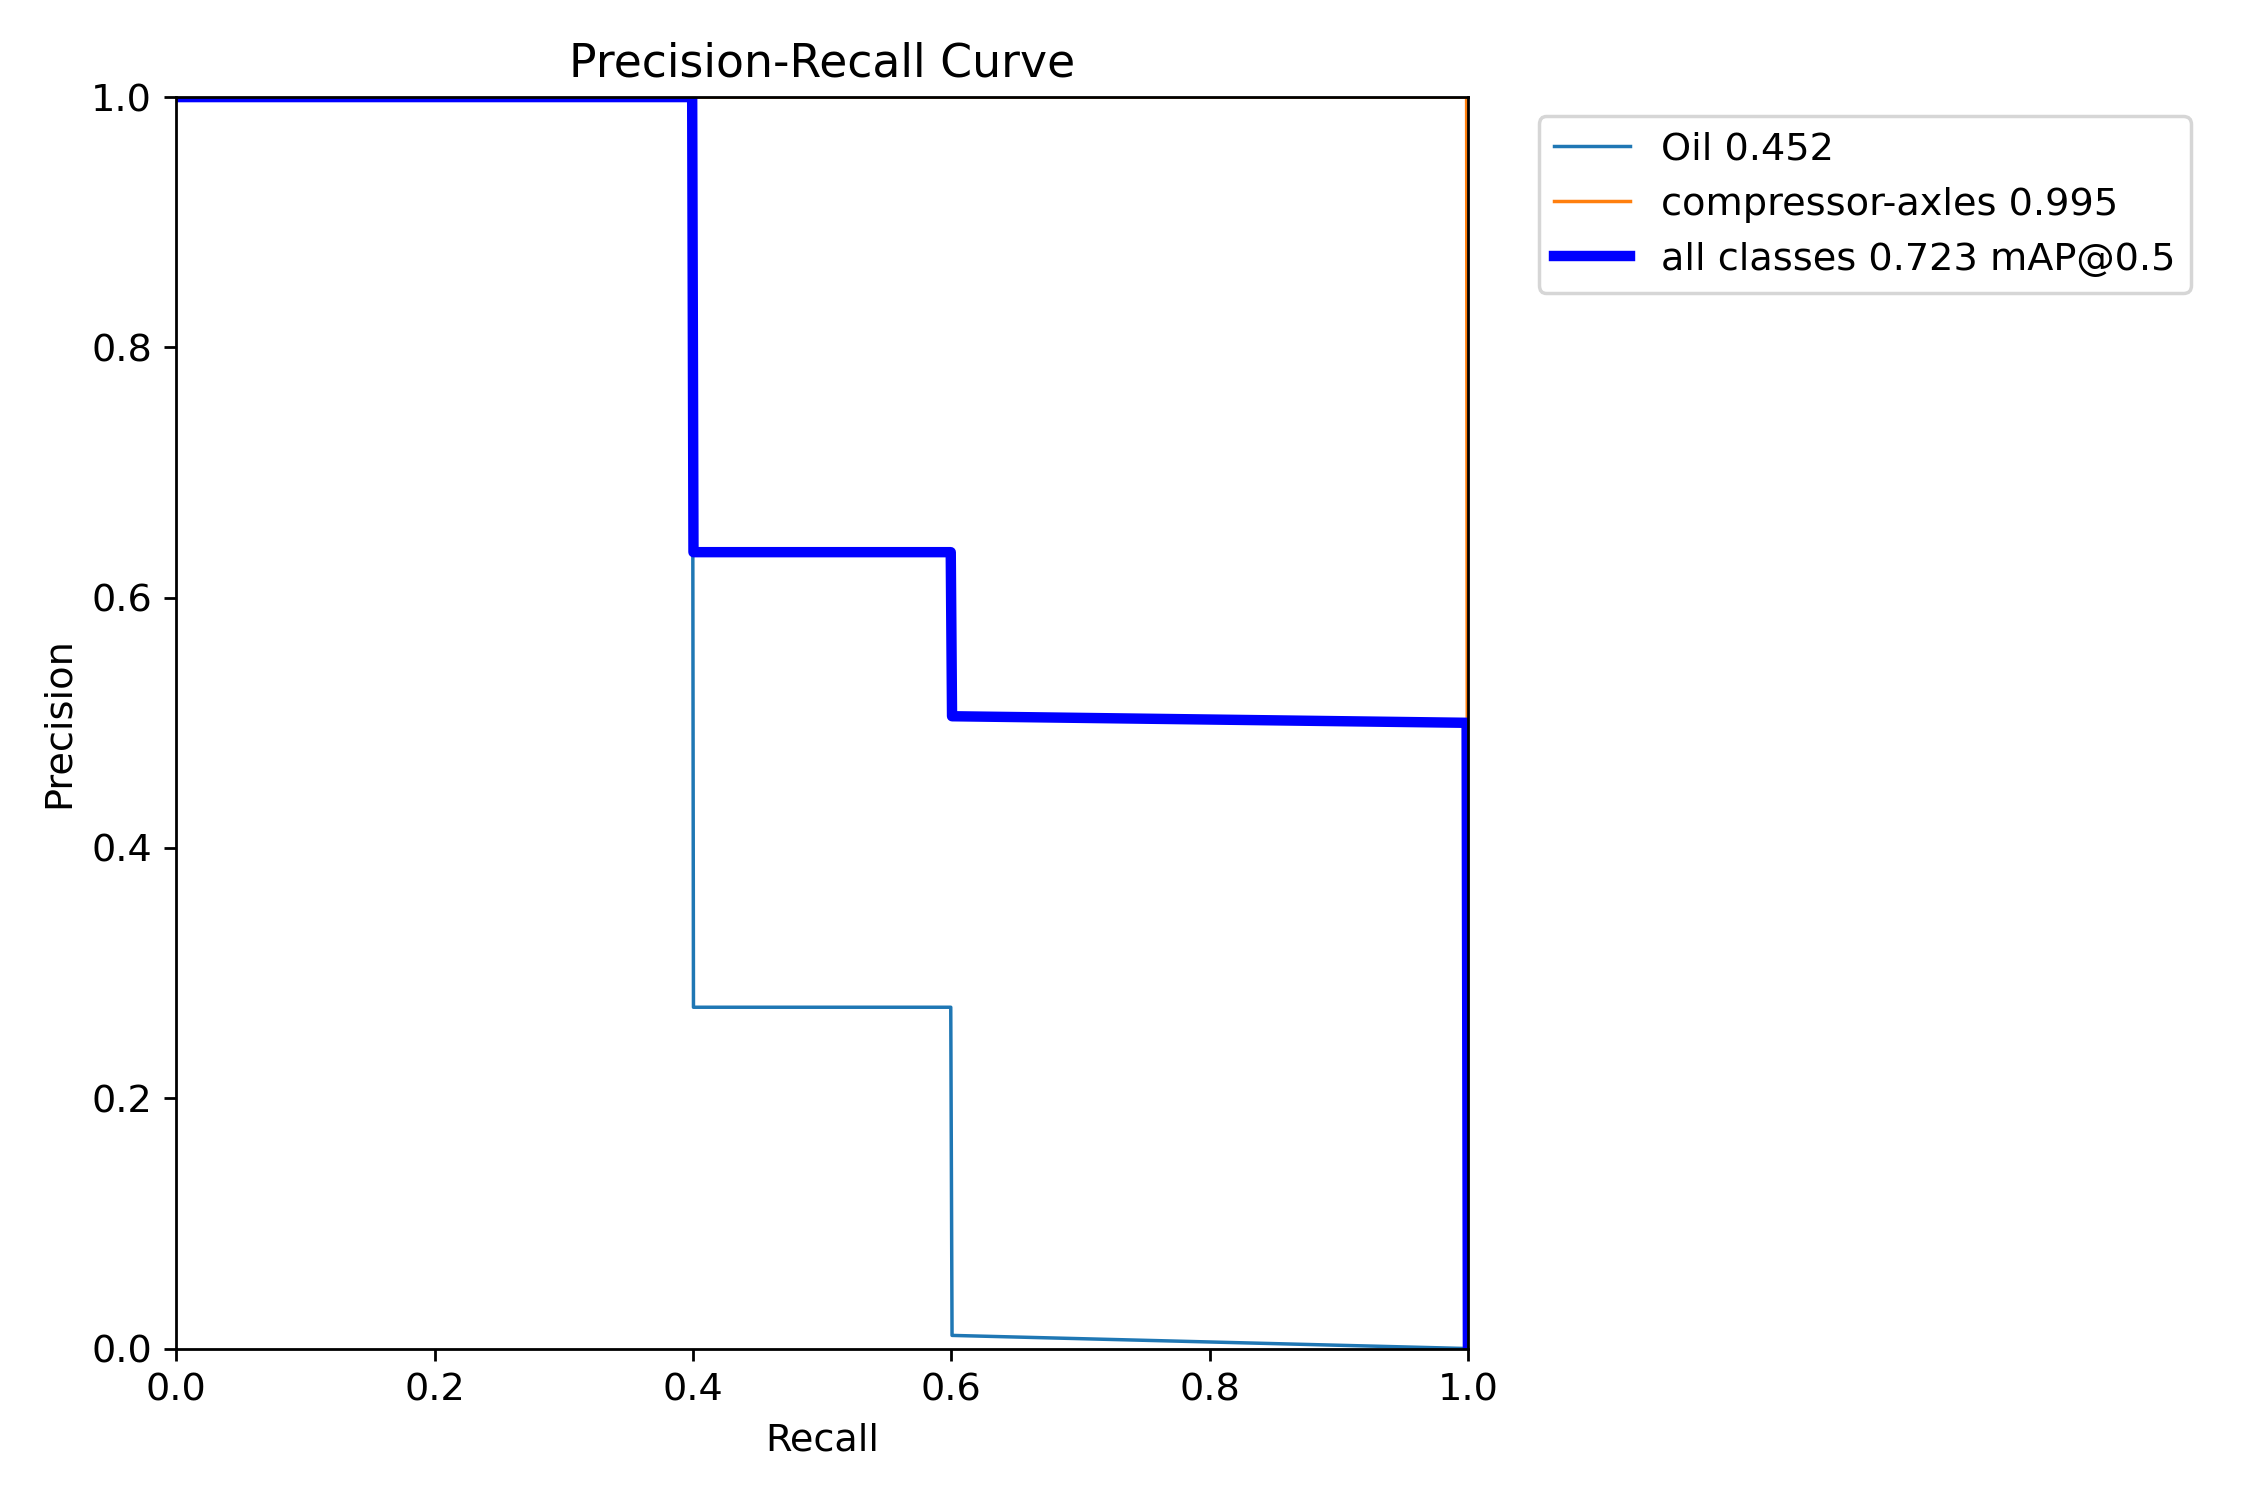 Precision-Recall Curve
1.0
0.8
0.6
0.4
0.2
0.0
Precision
0.0 0.2 0.4 0.6 0.8 1.0
Recall
Oil 0.452
compressor-axles 0.995
all classes 0.723 mAP@0.5